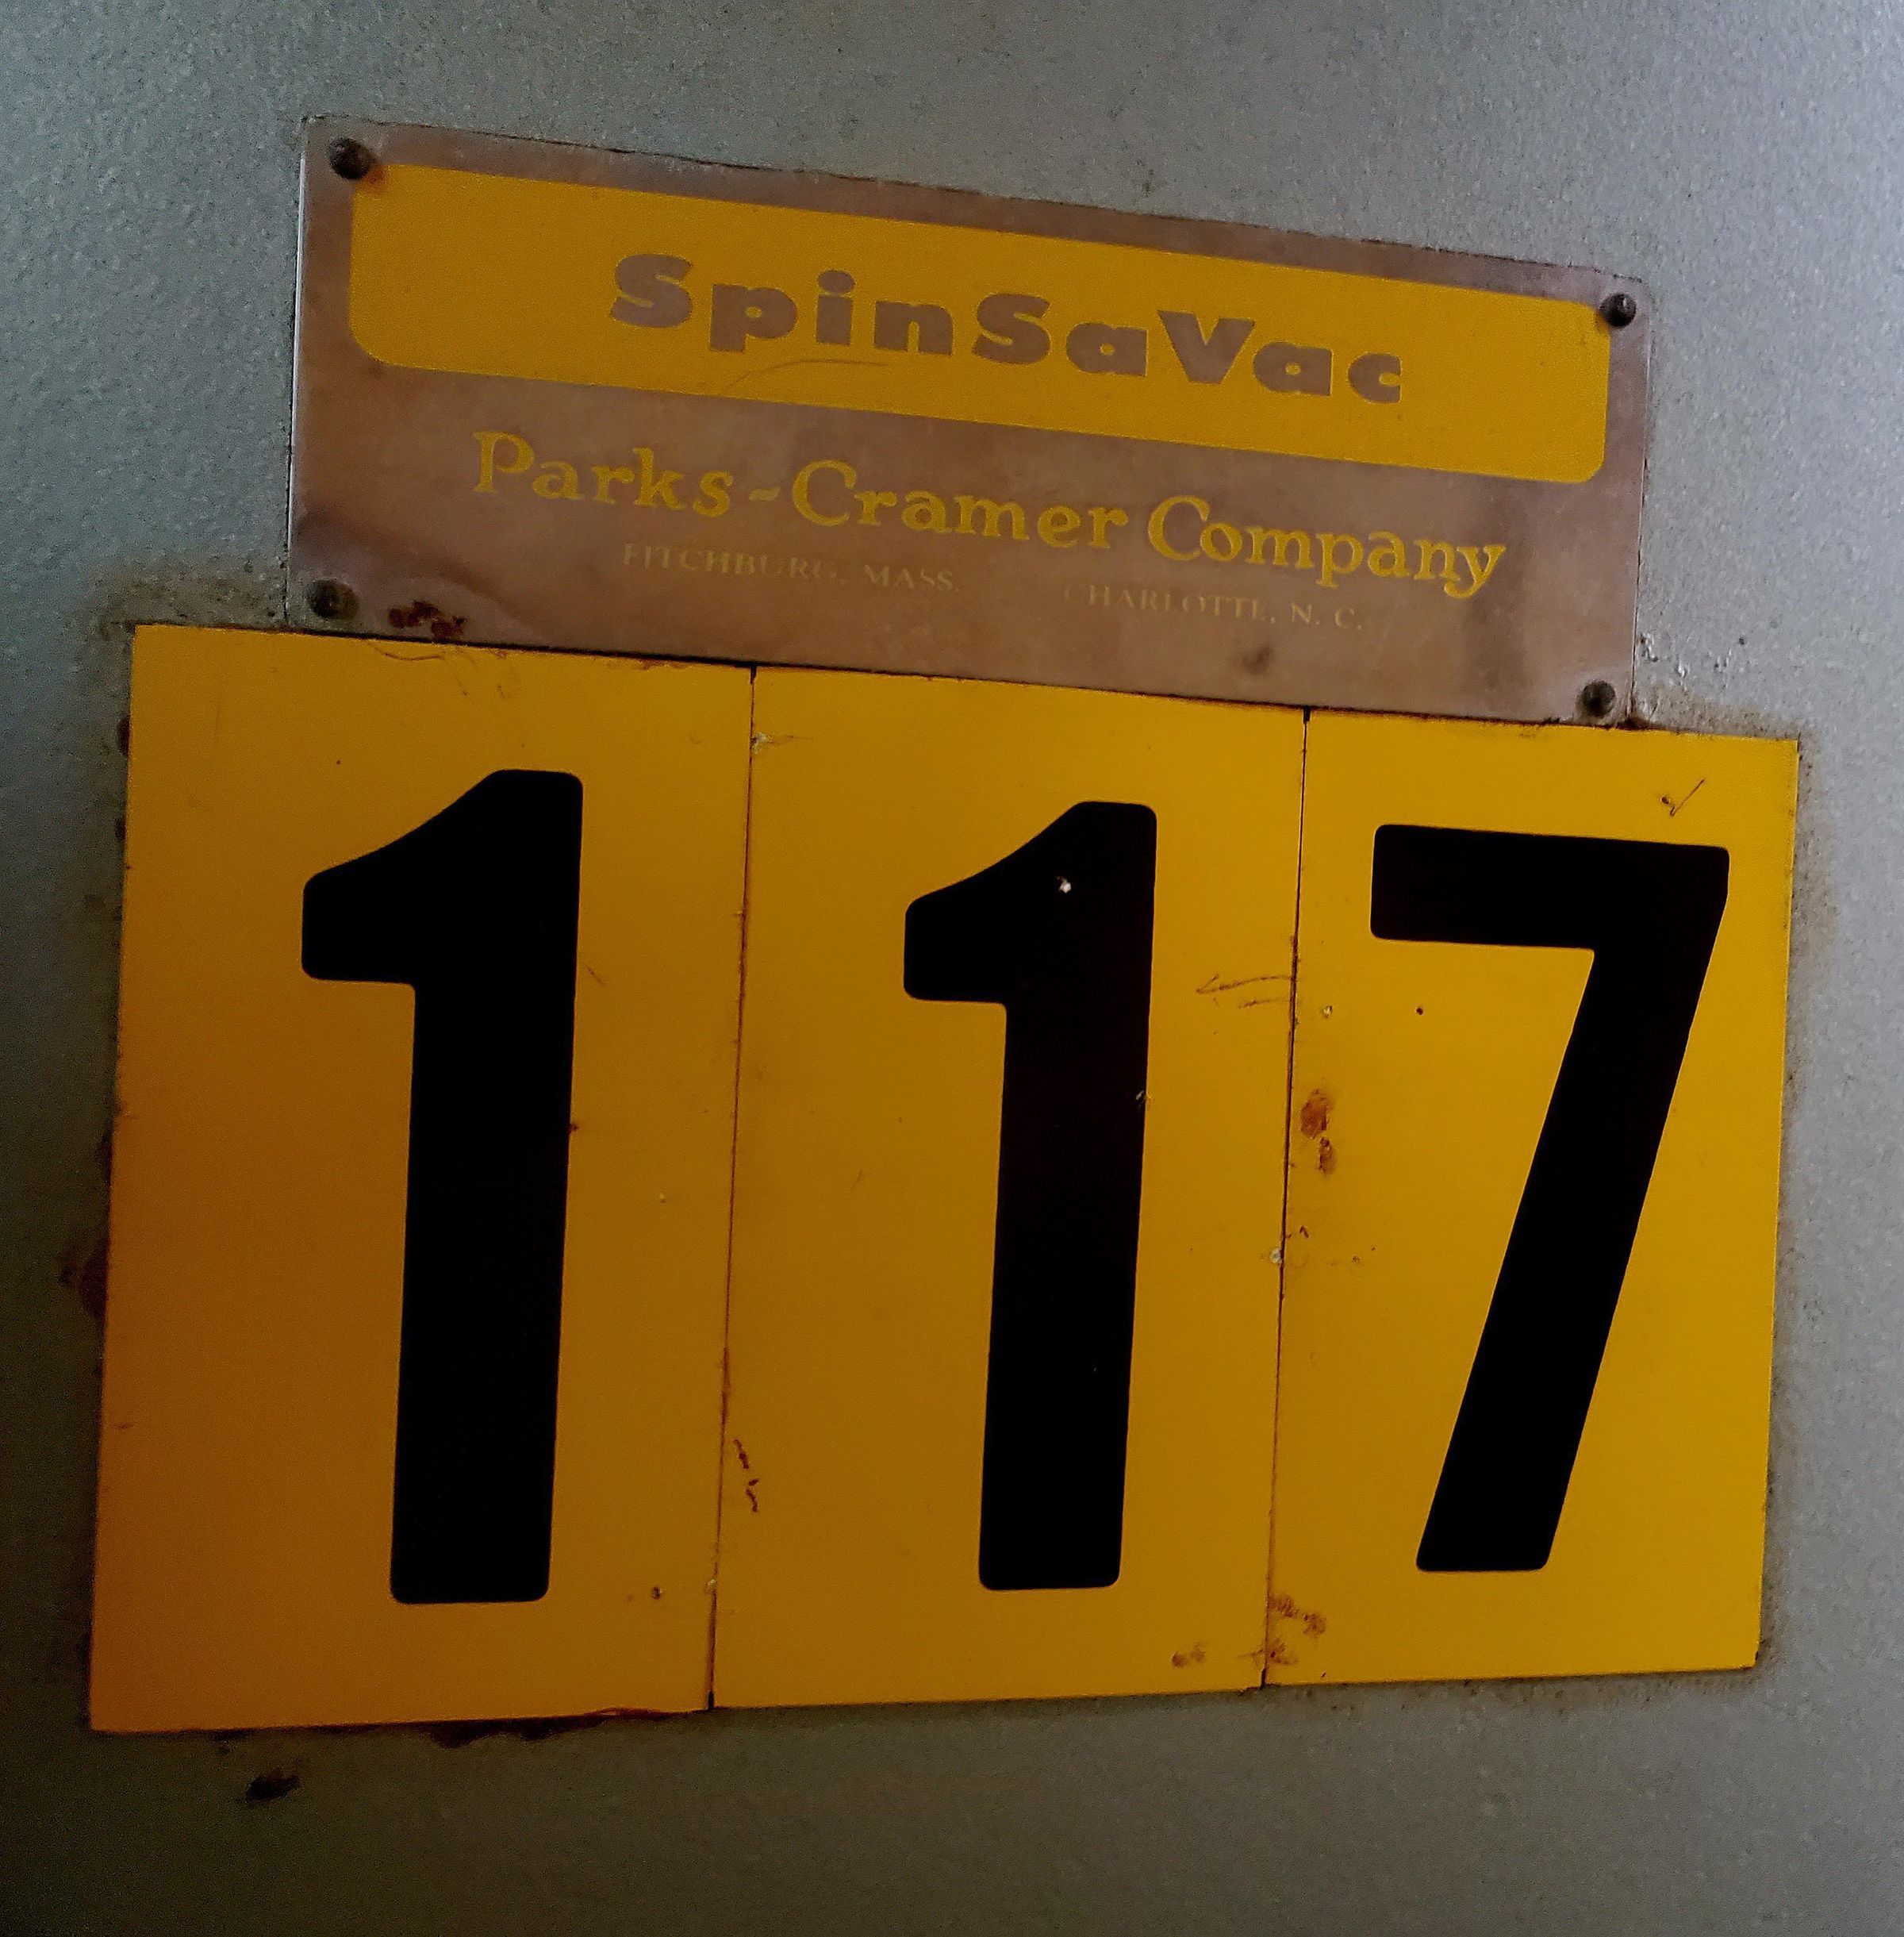 SpinSaVac
Parks-Cramer Company
FITCHBURG, MASS. CHARLOTTE, N. C.
117